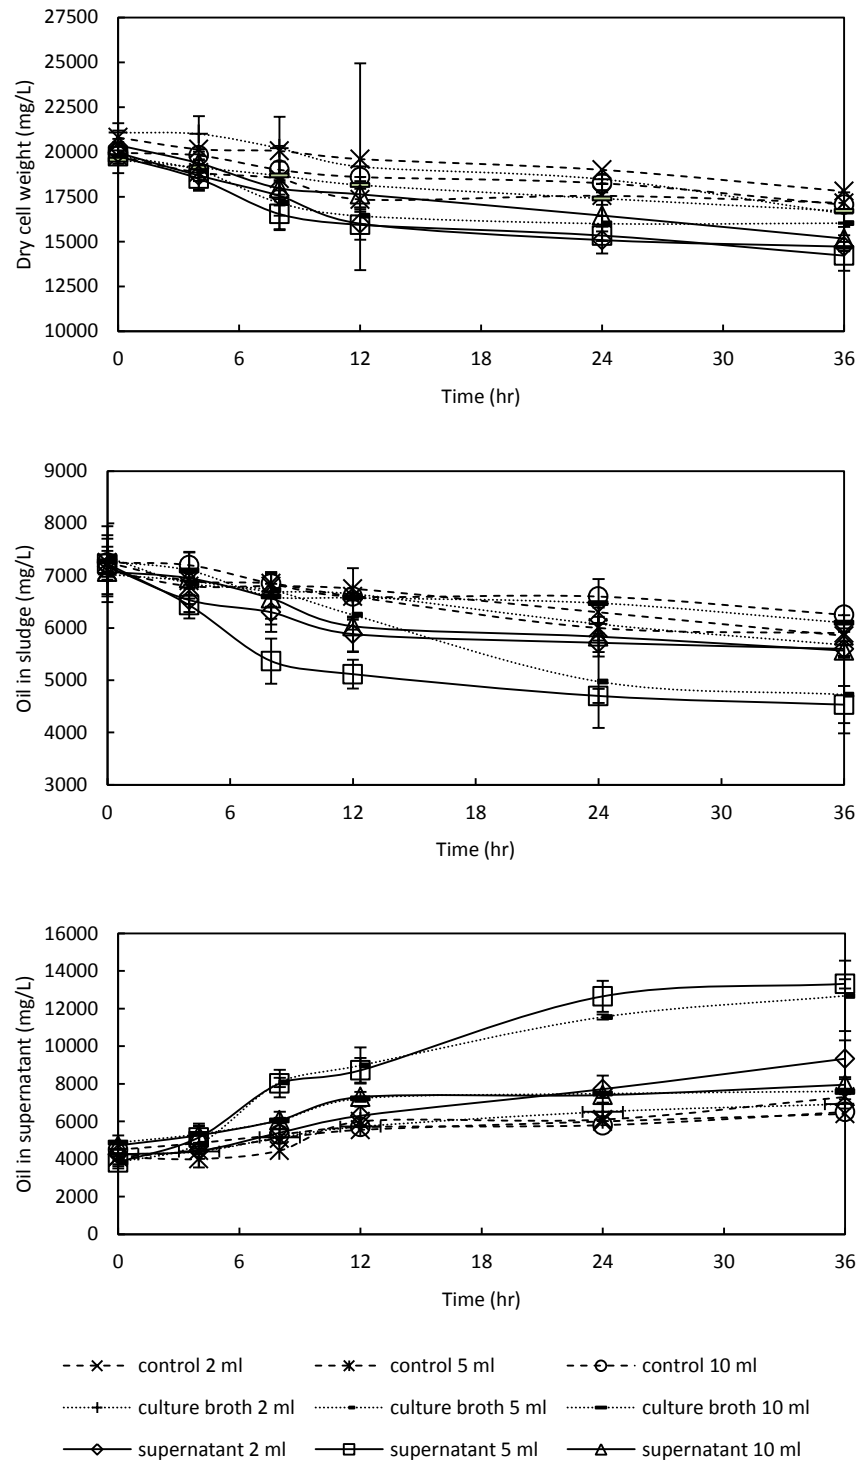 27500
25000
22500
20000
17500
15000
12500
10000
Dry cell weight (mg/L)
0 6 12 18 24 30 36
Time (hr)
9000
8000
7000
6000
5000
4000
3000
Oil in sludge (mg/L)
0 6 12 18 24 30 36
Time (hr)
16000
14000
12000
10000
8000
6000
4000
2000
0
Oil in supernatant (mg/L)
0 6 12 18 24 30 36
Time (hr)
control 2 ml control 5 ml control 10 ml
culture broth 2 ml culture broth 5 ml culture broth 10 ml
supernatant 2 ml supernatant 5 ml supernatant 10 ml